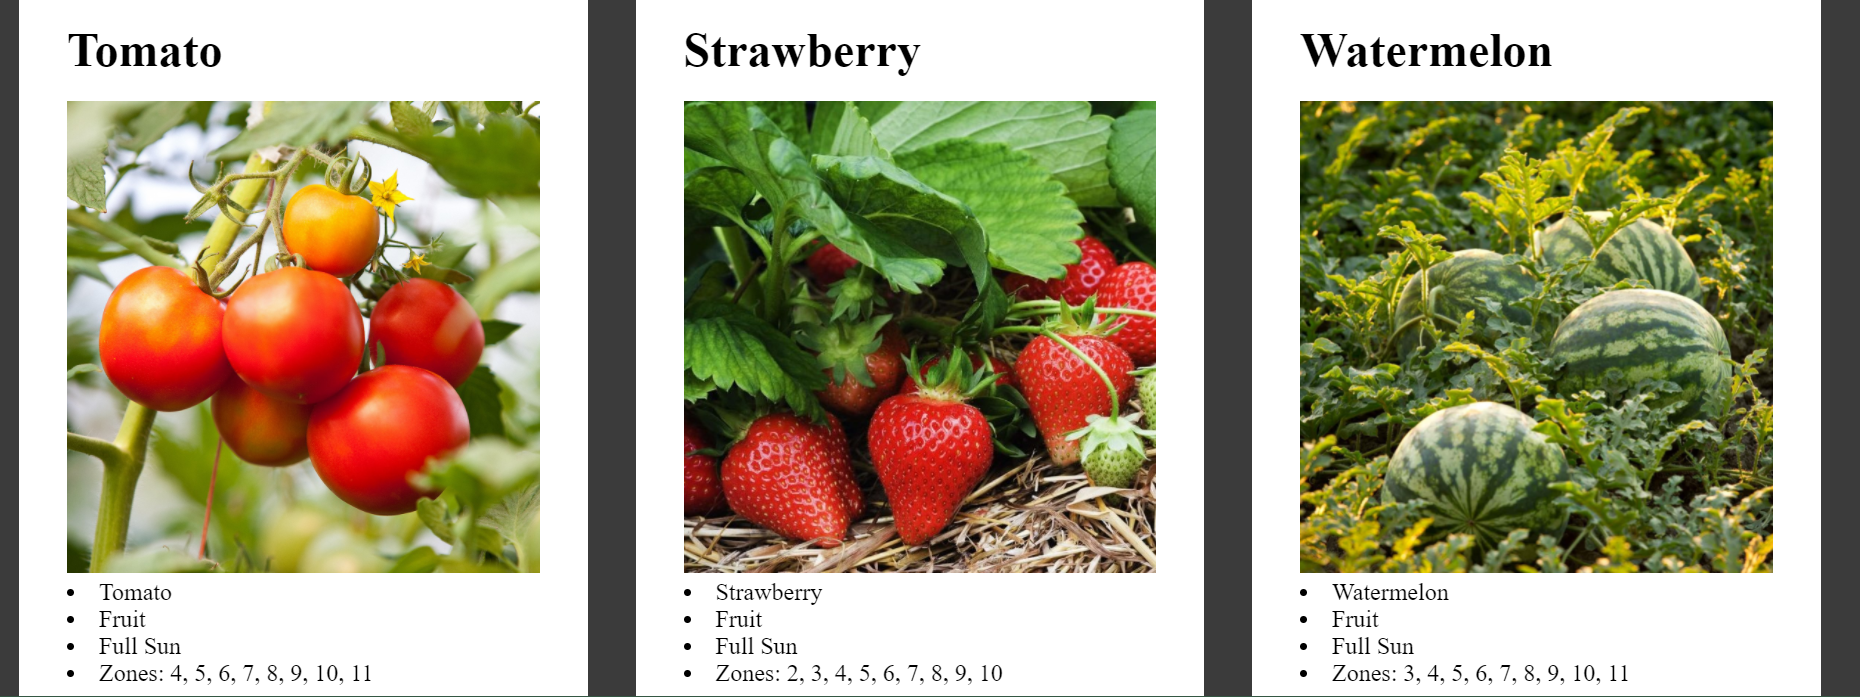 Tomato
Tomato
Fruit
Full Sun
Zones: 4, 5, 6, 7, 8, 9, 10, 11
Strawberry
Strawberry
Fruit
Full Sun
Zones: 2, 3, 4, 5, 6, 7, 8, 9, 10
Watermelon
Watermelon
Fruit
Full Sun
Zones: 3, 4, 5, 6, 7, 8, 9, 10, 11